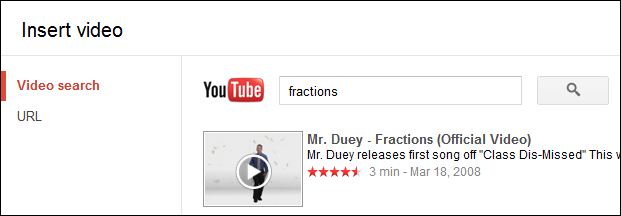 Insert video
Video search
URL
YouTube
fractions
Mr. Duey - Fractions (Official Video)
Mr. Duey releases first song off "Class Dis-Missed" This
3 min - Mar 18, 2008